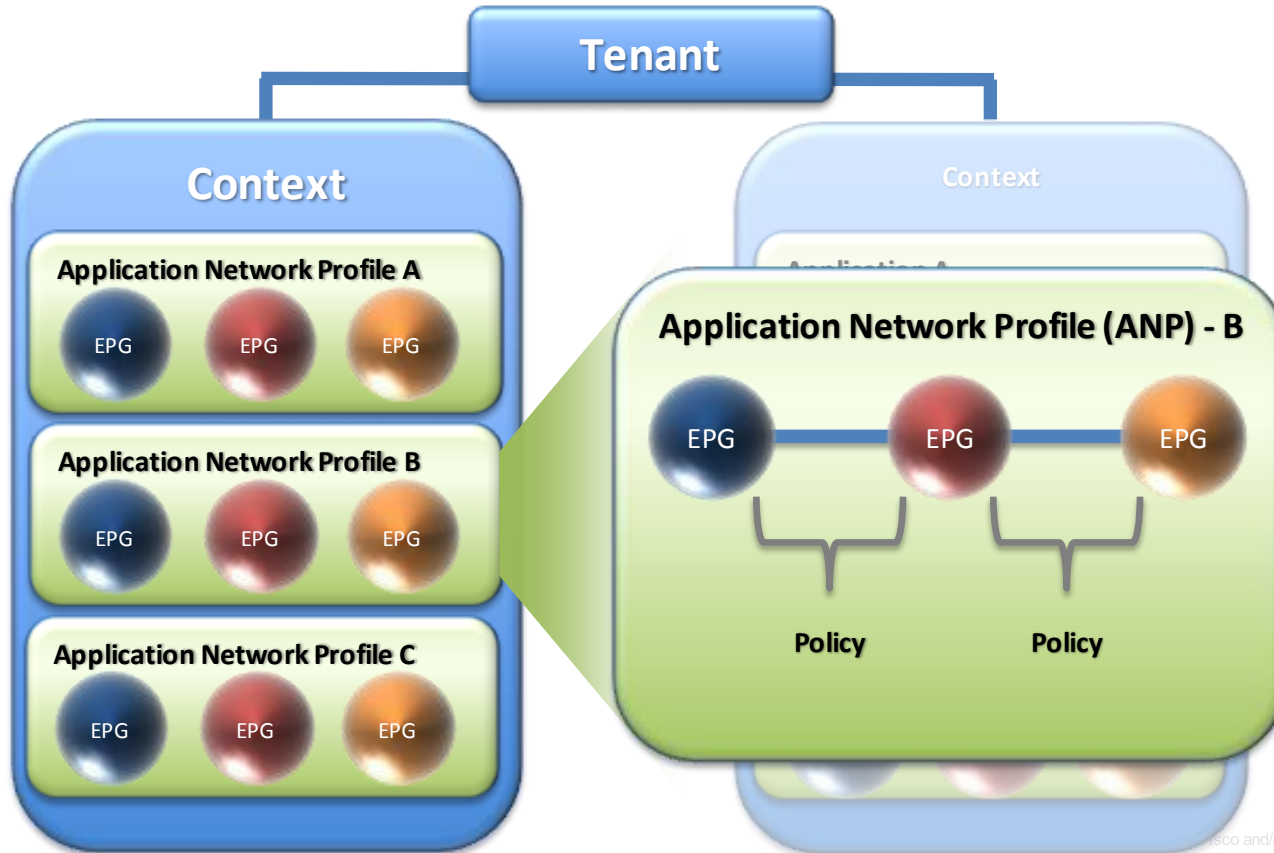 Tenant
Context
Application Network Profile A
EPG EPG EPG
Application Network Profile B
EPG EPG EPG
Application Network Profile C
EPG EPG EPG
Context
Application Network Profile (ANP) - B
EPG EPG EPG
Policy Policy